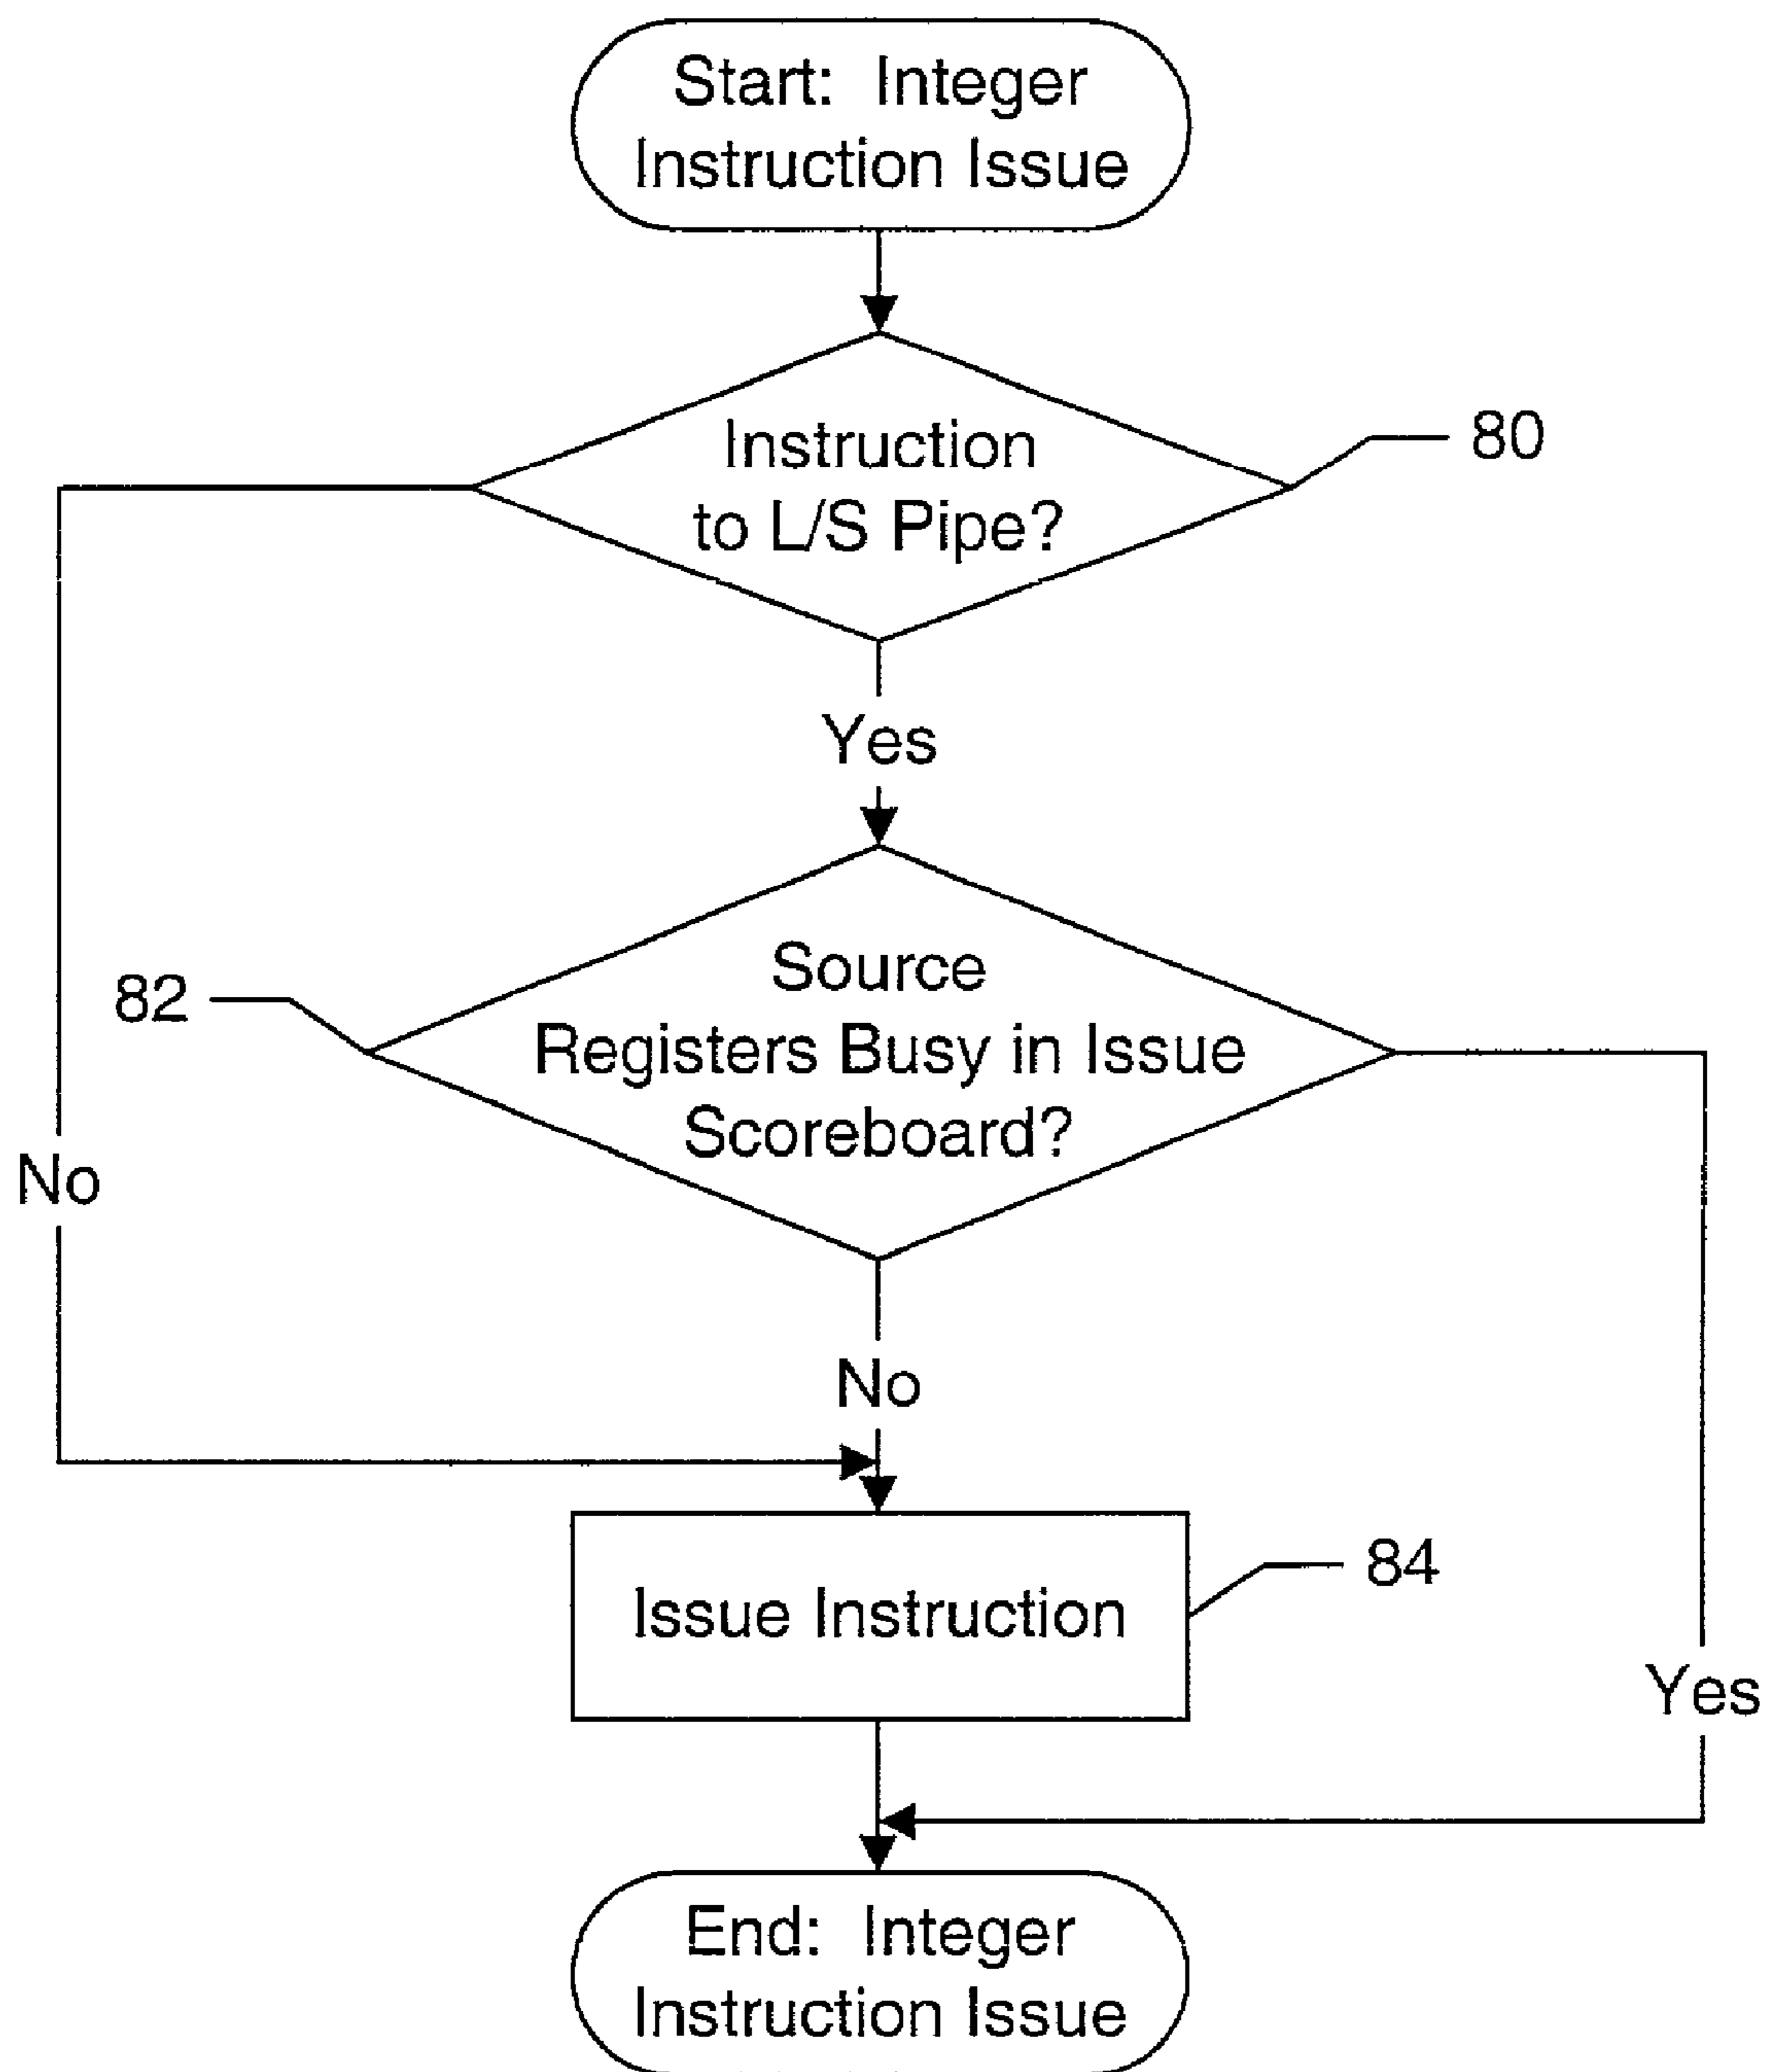 Start: Integer
Instruction Issue
Instruction
to L/S Pipe?
80
Yes
Source
Registers Busy in Issue
Scoreboard?
82
No
No
Issue Instruction
84
Yes
End: Integer
Instruction Issue